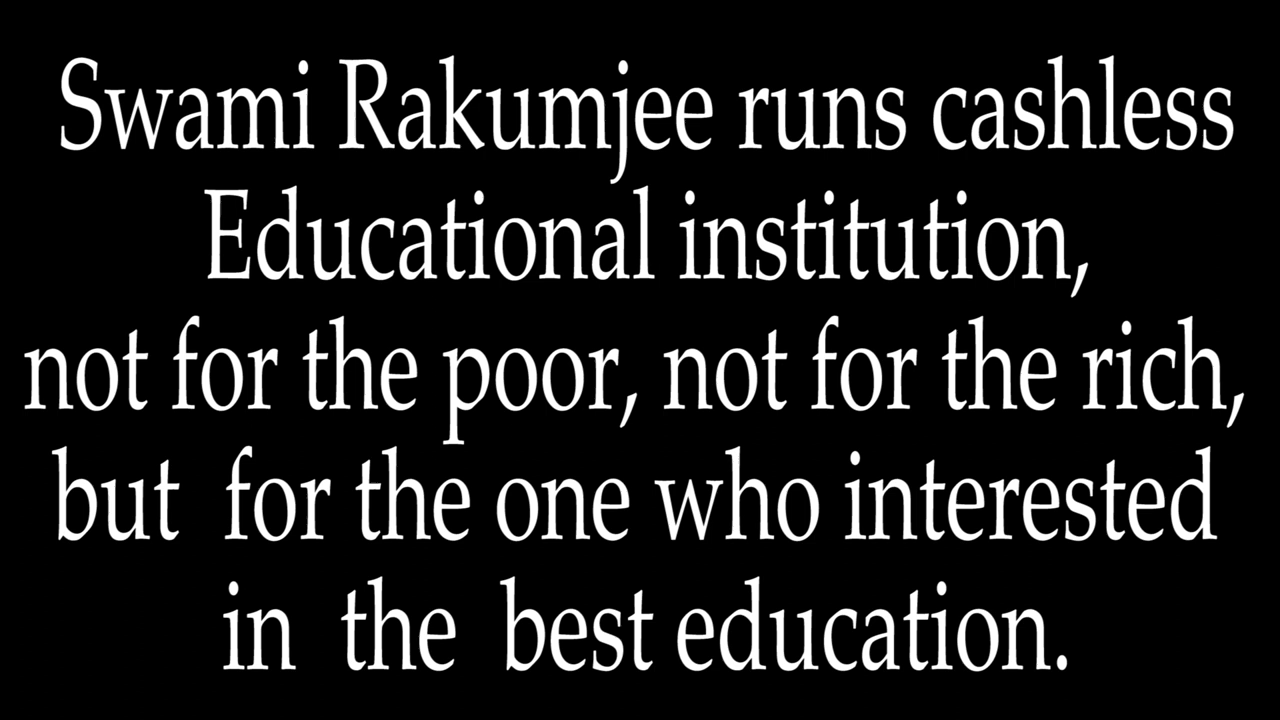 Swami Rakumjee runs cashless
Educational institution,
not for the poor, not for the rich,
but for the one who interested
in the best education.